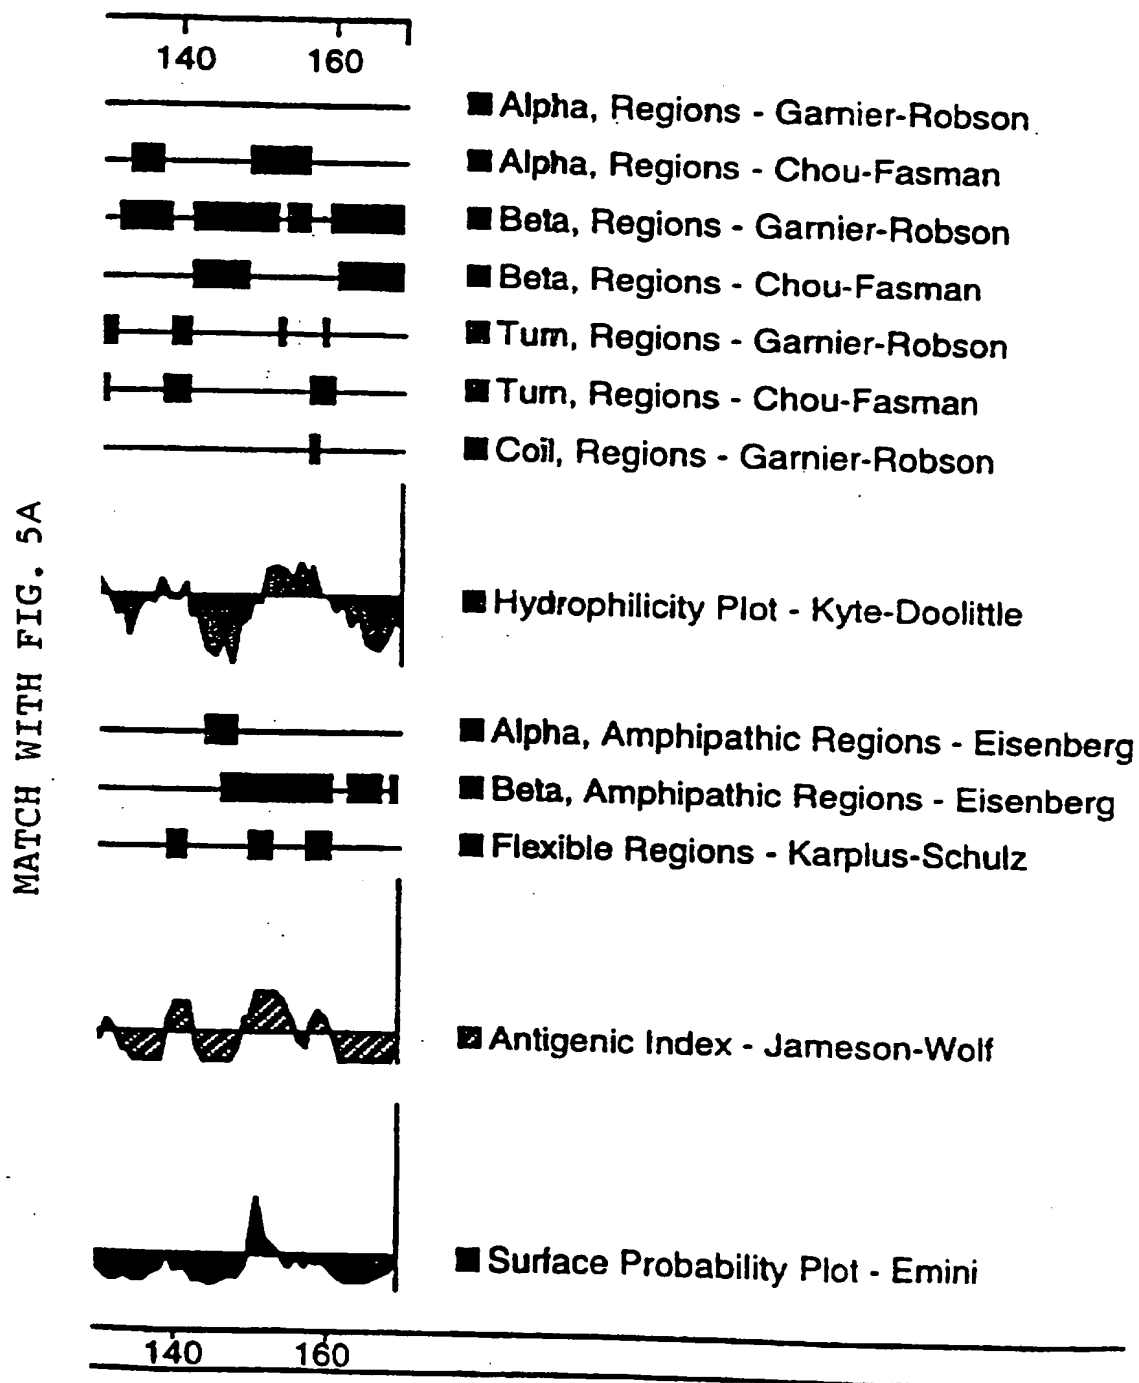 140 160
Alpha, Regions - Garnier-Robson
Alpha, Regions - Chou-Fasman
Beta, Regions - Garnier-Robson
Beta, Regions - Chou-Fasman
Turn, Regions - Garnier-Robson
Turn, Regions - Chou-Fasman
Coil, Regions - Garnier-Robson
MATCH WITH FIG. 5A
Hydrophilicity Plot - Kyte-Doolittle
Alpha, Amphipathic Regions - Eisenberg
Beta, Amphipathic Regions - Eisenberg
Flexible Regions - Karplus-Schulz
Antigenic Index - Jameson-Wolf
Surface Probability Plot - Emini
140 160